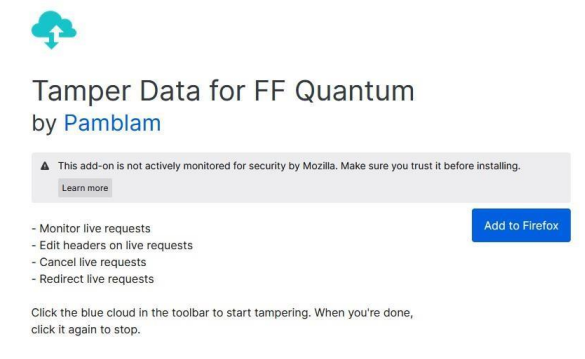 Tamper Data for FF Quantum
by Pamblam
This add-on is not actively monitored for security by Mozilla. Make sure you trust it before installing.
Learn more
Add to Firefox
- Monitor live requests
- Edit headers on live requests
- Cancel live requests
- Redirect live requests
Click the blue cloud in the toolbar to start tampering. When you're done,
click it again to stop.